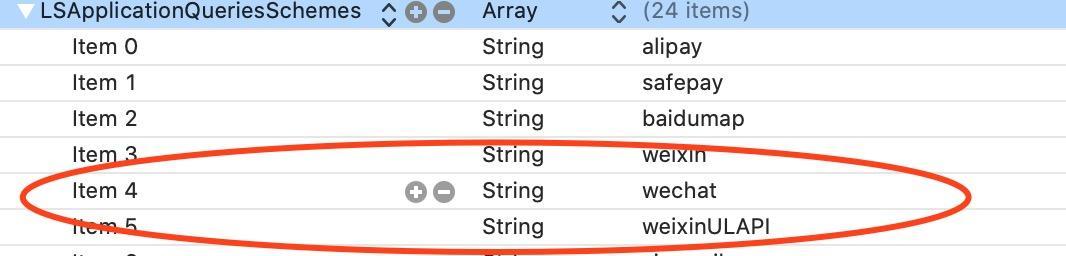 LSApplicationQueriesSchemes Array (24 items)
Item 0 String alipay
Item 1 String safepay
Item 2 String baidumap
Item 3 String weixin
Item 4 String wechat
Item 5 String weixinULAPI